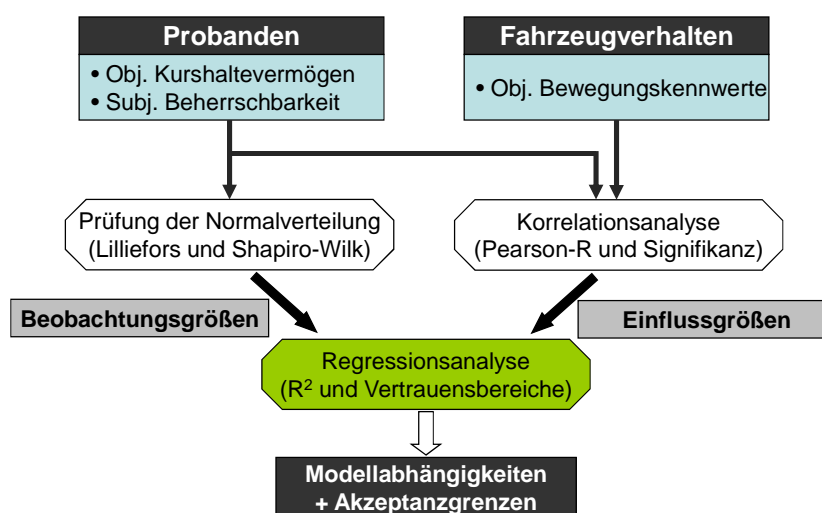 Probanden
• Obj. Kurshaltevermögen
• Subj. Beherrschbarkeit
Fahrzeugverhalten
• Obj. Bewegungskennwerte
Prüfung der Normalverteilung
(Lilliefors und Shapiro-Wilk)
Korrelationsanalyse
(Pearson-R und Signifikanz)
Beobachtungsgrößen
Einflussgrößen
Regressionsanalyse
(R² und Vertrauensbereiche)
Modellabhängigkeiten
+ Akzeptanzgrenzen